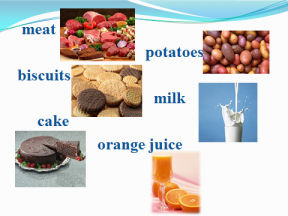 meat
potatoes
biscuits
milk
cake
orange juice